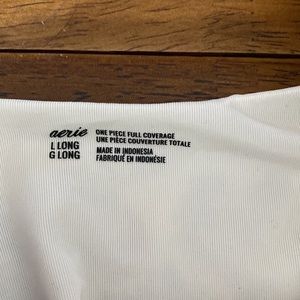 aerie
L LONG
G LONG
ONE PIECE FULL COVERAGE
UNE PIÈCE COUVERTURE TOTALE
MADE IN INDONESIA
FABRIQUÉ EN INDONÉSIE